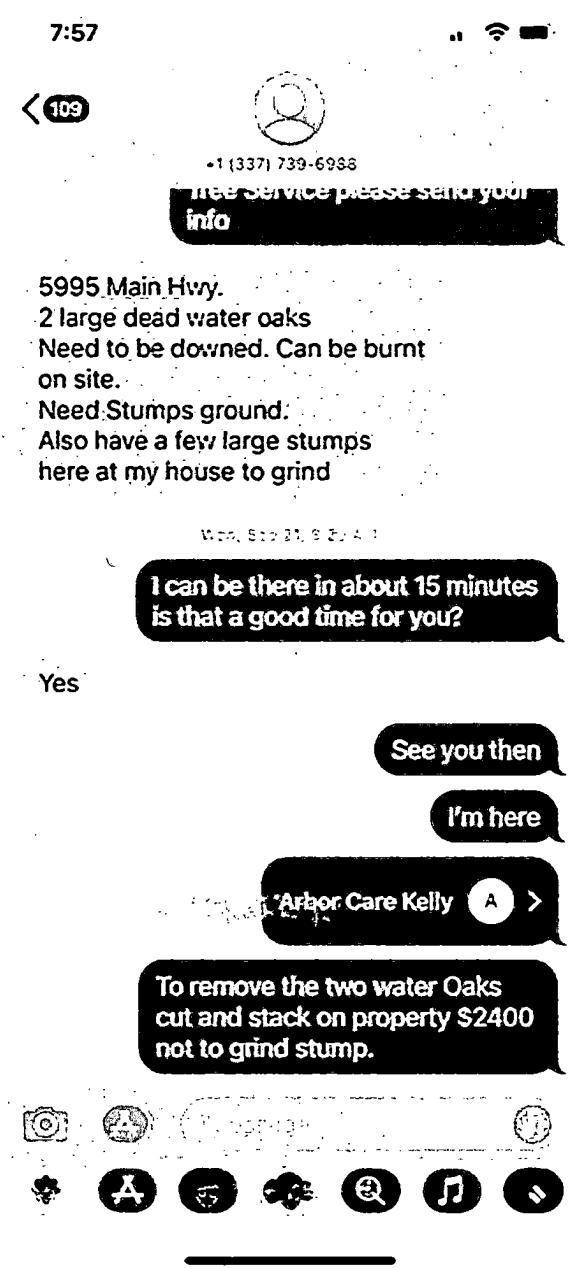 7:57
109
+1 (337) 739-6988
Tree Service please send your
info
5995 Main Hwy.
2 large dead water oaks
Need to be downed. Can be burnt
on site.
Need Stumps ground.
Also have a few large stumps
here at my house to grind
I can be there in about 15 minutes
is that a good time for you?
Yes
See you then
I'm here
Arbor Care Kelly A
To remove the two water Oaks
cut and stack on property $2400
not to grind stump.